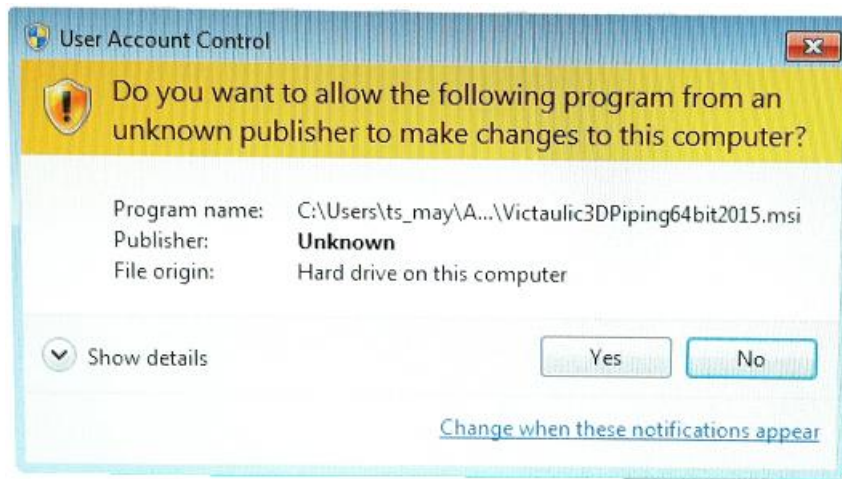 User Account Control
Do you want to allow the following program from an
unknown publisher to make changes to this computer?
Program name: C:\Users\ts_may\A...\Victaulic3DPiping64bit2015.msi
Publisher: Unknown
File origin: Hard drive on this computer
Show details
Yes
No
Change when these notifications appear